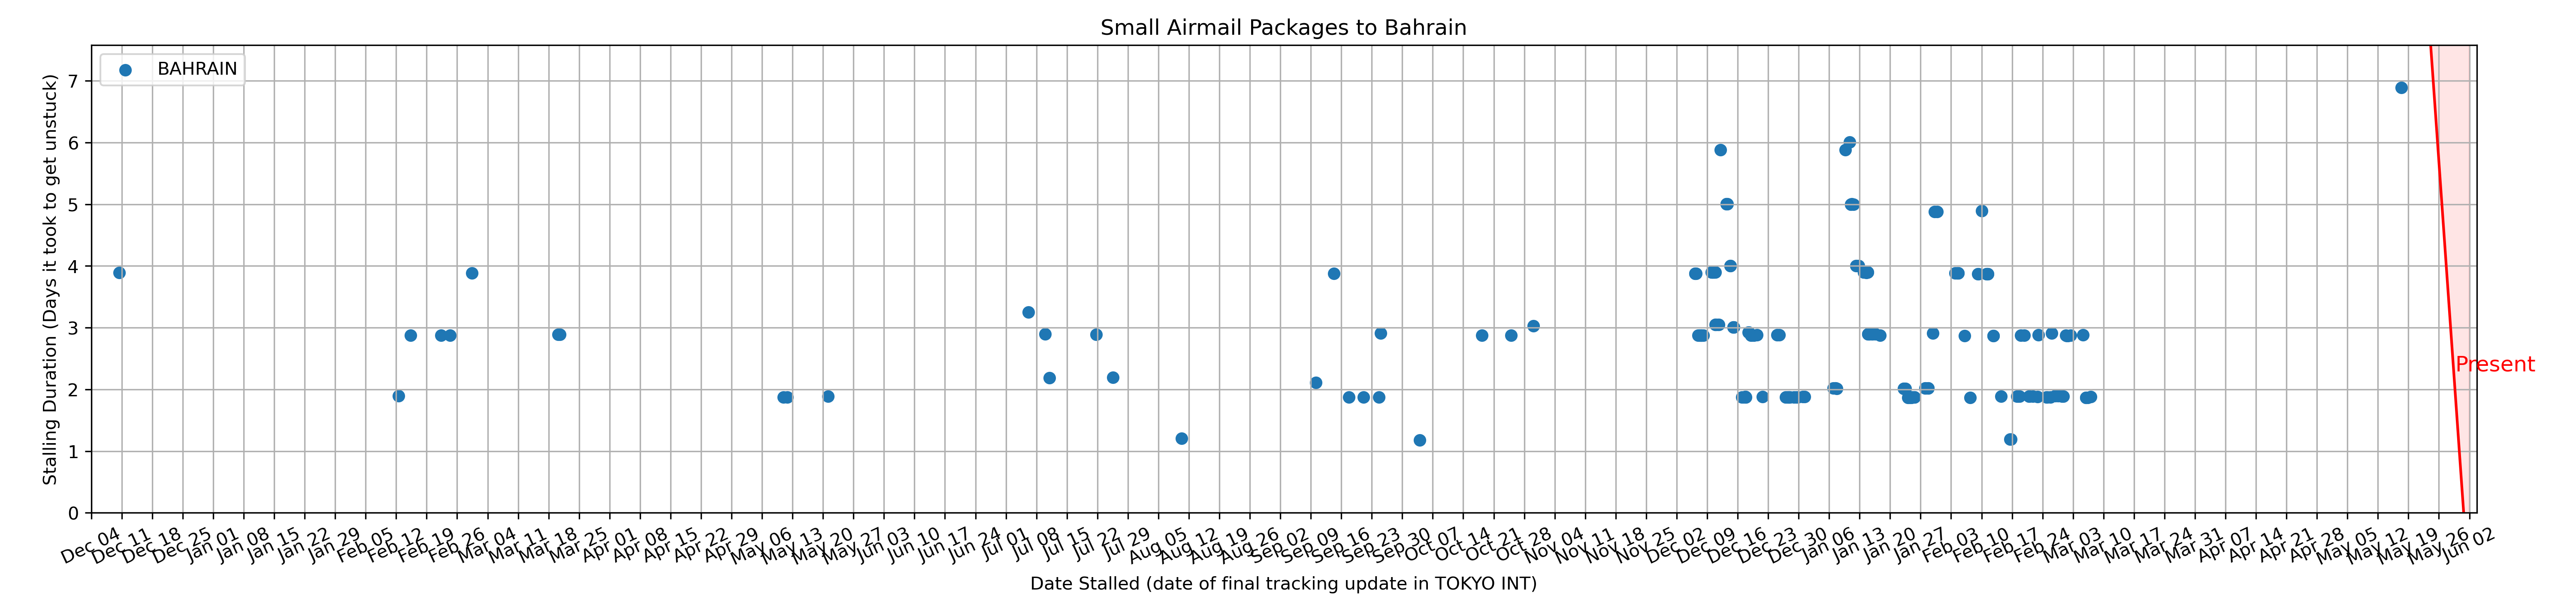 Small Airmail Packages to Bahrain
BAHRAIN
Stalling Duration (Days it took to get unstuck)
7
6
5
4
3
2
1
0
Present
Dec 04 Dec 11 Dec 18 Dec 25 Jan 01 Jan 08 Jan 15 Jan 22 Jan 29 Feb 05 Feb 12 Feb 19 Feb 26 Mar 04 Mar 11 Mar 18 Mar 25 Apr 01 Apr 08 Apr 15 Apr 22 Apr 29 May 06 May 13 May 20 May 27 Jun 03 Jun 10 Jun 17 Jun 24 Jul 01 Jul 08 Jul 15 Jul 22 Jul 29 Aug 05 Aug 12 Aug 19 Aug 26 Sep 02 Sep 09 Sep 16 Sep 23 Sep 30 Oct 07 Oct 14 Oct 21 Oct 28 Nov 04 Nov 11 Nov 18 Nov 25 Dec 02 Dec 09 Dec 16 Dec 23 Dec 30 Jan 06 Jan 13 Jan 20 Jan 27 Feb 03 Feb 10 Feb 17 Feb 24 Mar 03 Mar 10 Mar 17 Mar 24 Mar 31 Apr 07 Apr 14 Apr 21 Apr 28 May 05 May 12 May 19 May 26 Jun 02
Date Stalled (date of final tracking update in TOKYO INT)